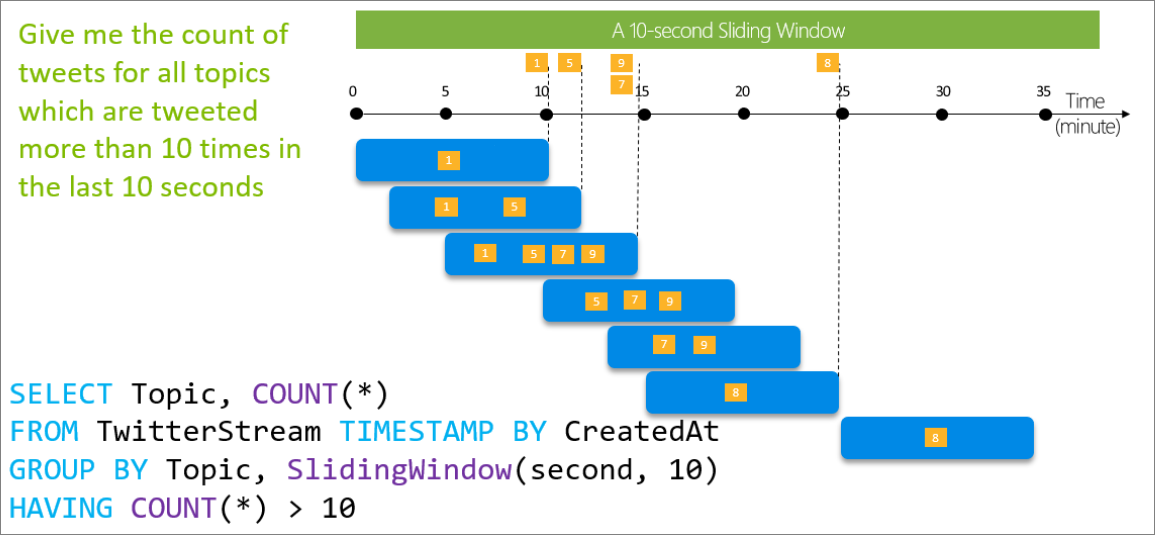 Give me the count of
tweets for all topics
which are tweeted
more than 10 times in
the last 10 seconds
A 10-second Sliding Window
1 5 9 8
7
0 5 10 15 20 25 30 35 Time
(minute)
1
1 5
1 5 7 9
5 7 9
7 9
8
8
SELECT Topic, COUNT(*)
FROM TwitterStream TIMESTAMP BY CreatedAt
GROUP BY Topic, SlidingWindow(second, 10)
HAVING COUNT(*) > 10